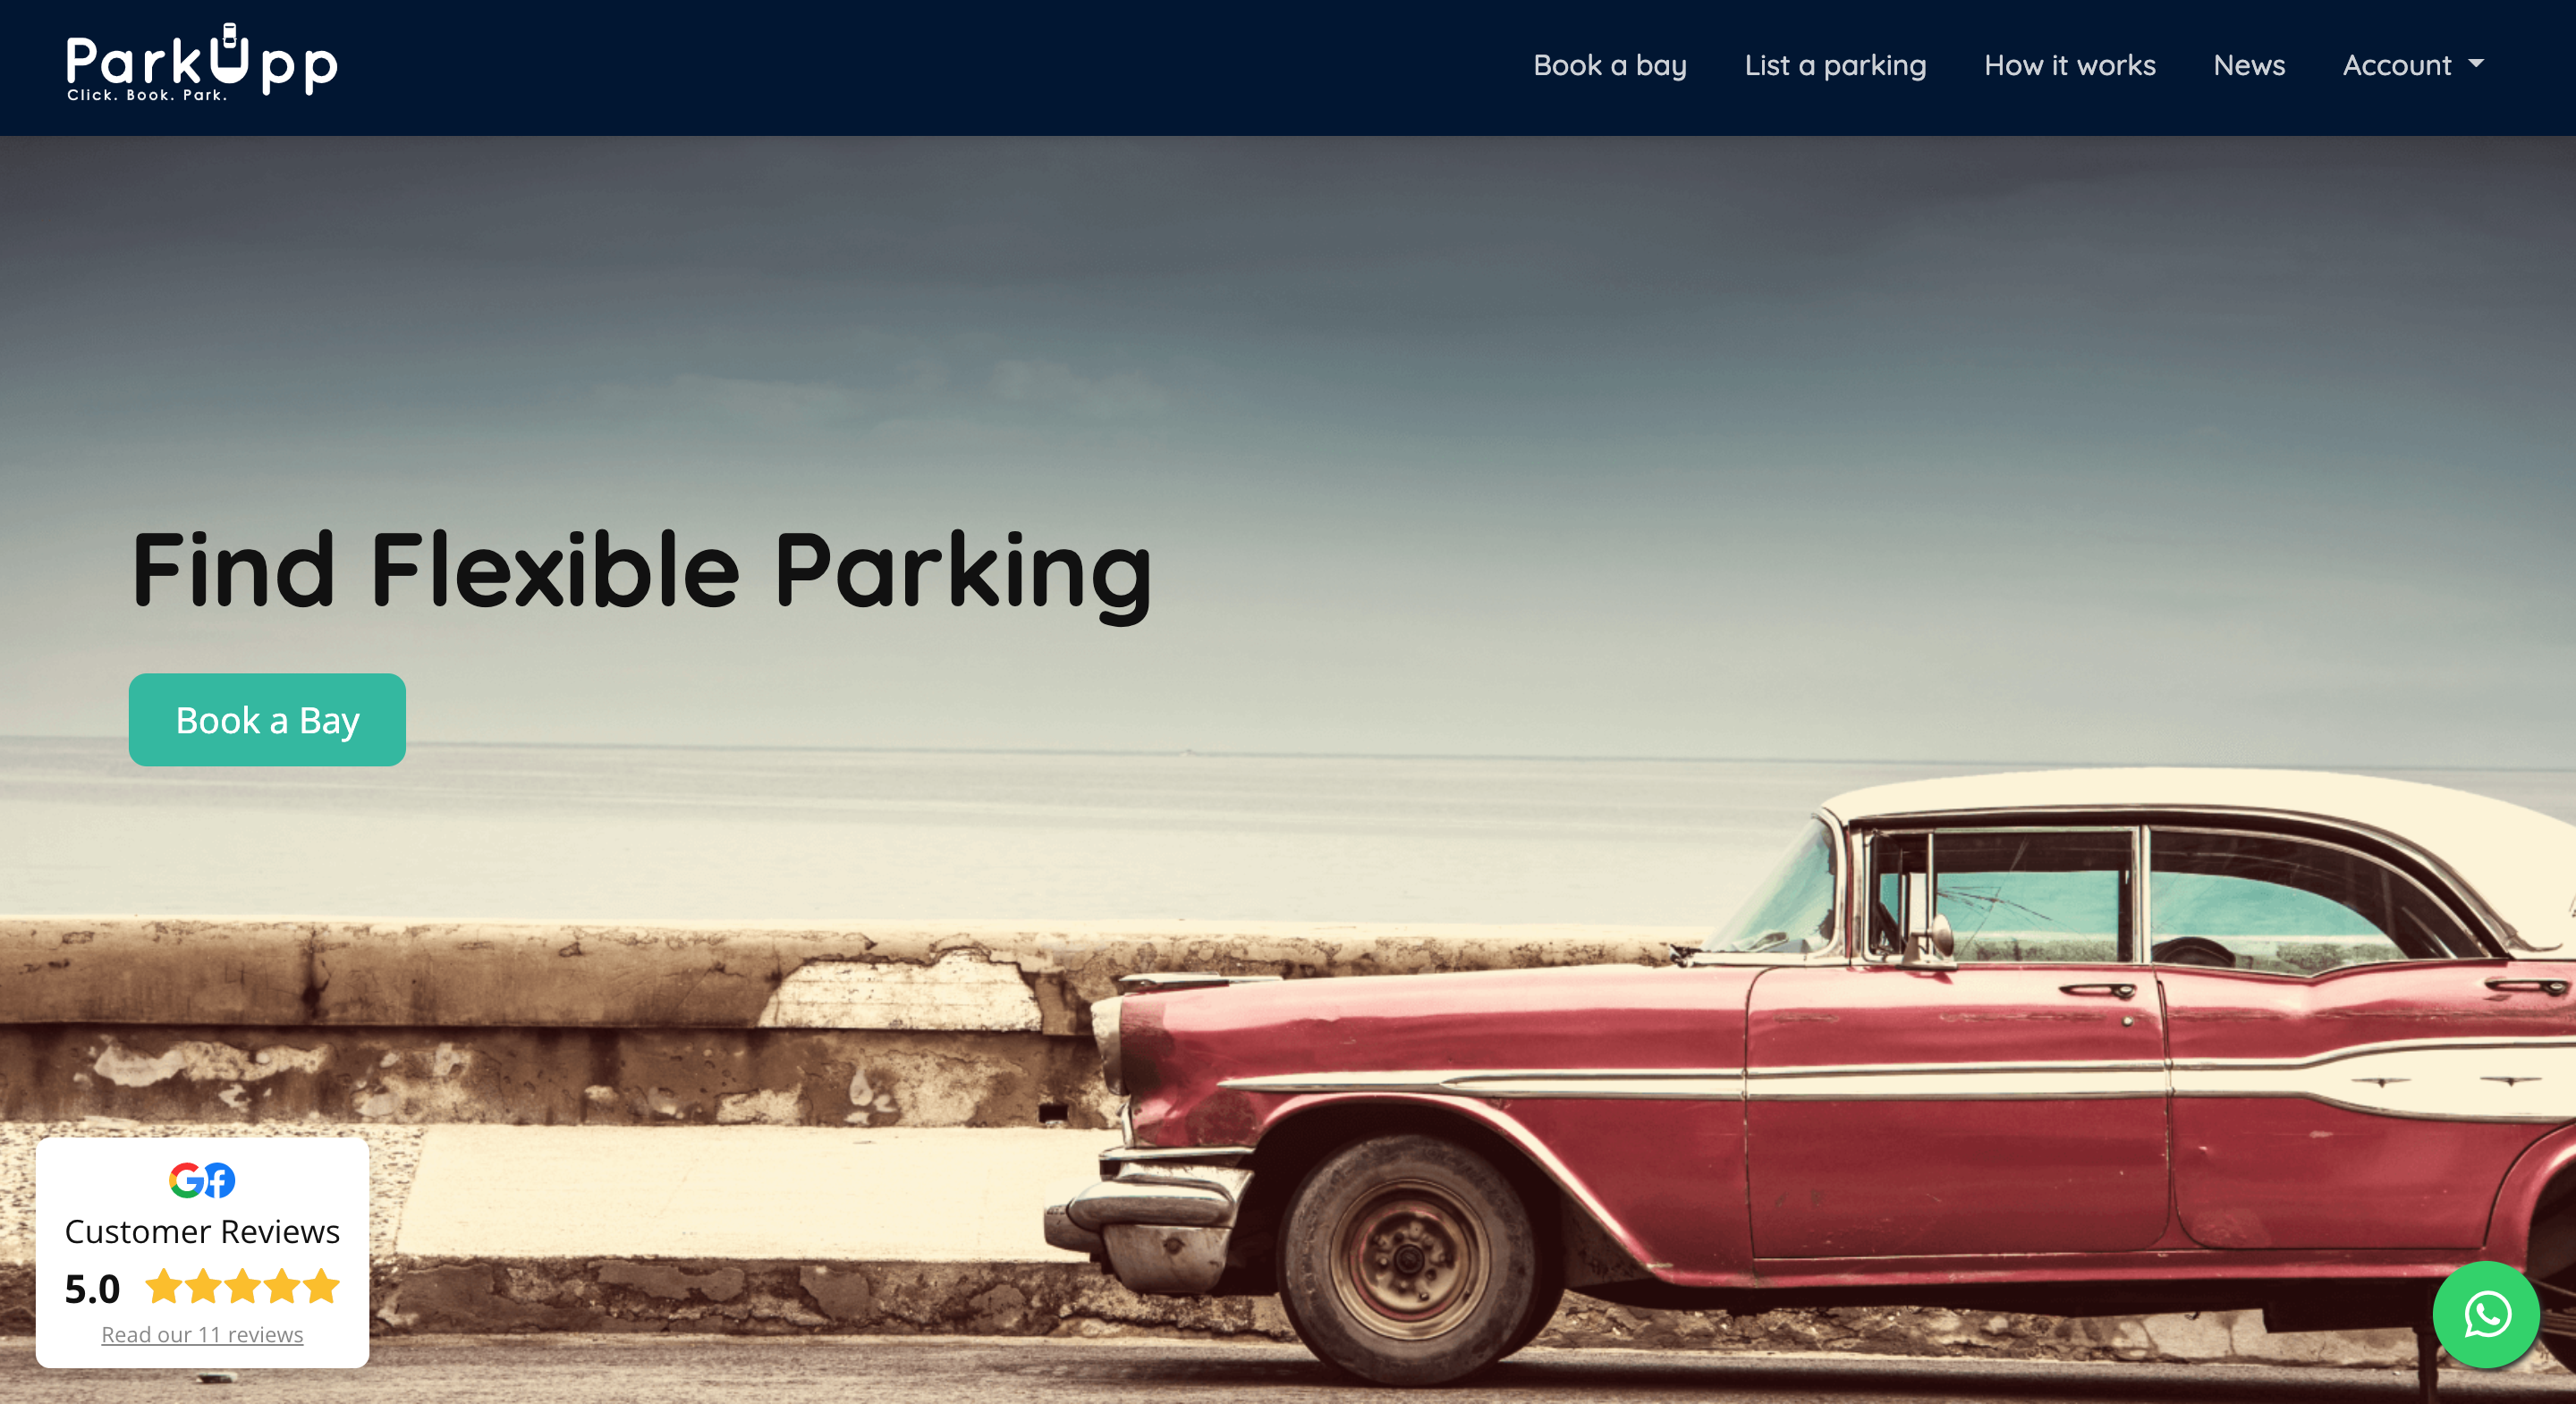 ParkUpp
Click. Book. Park.
Book a bay
List a parking
How it works
News
Account
Find Flexible Parking
Book a Bay
Customer Reviews
5.0
Read our 11 reviews